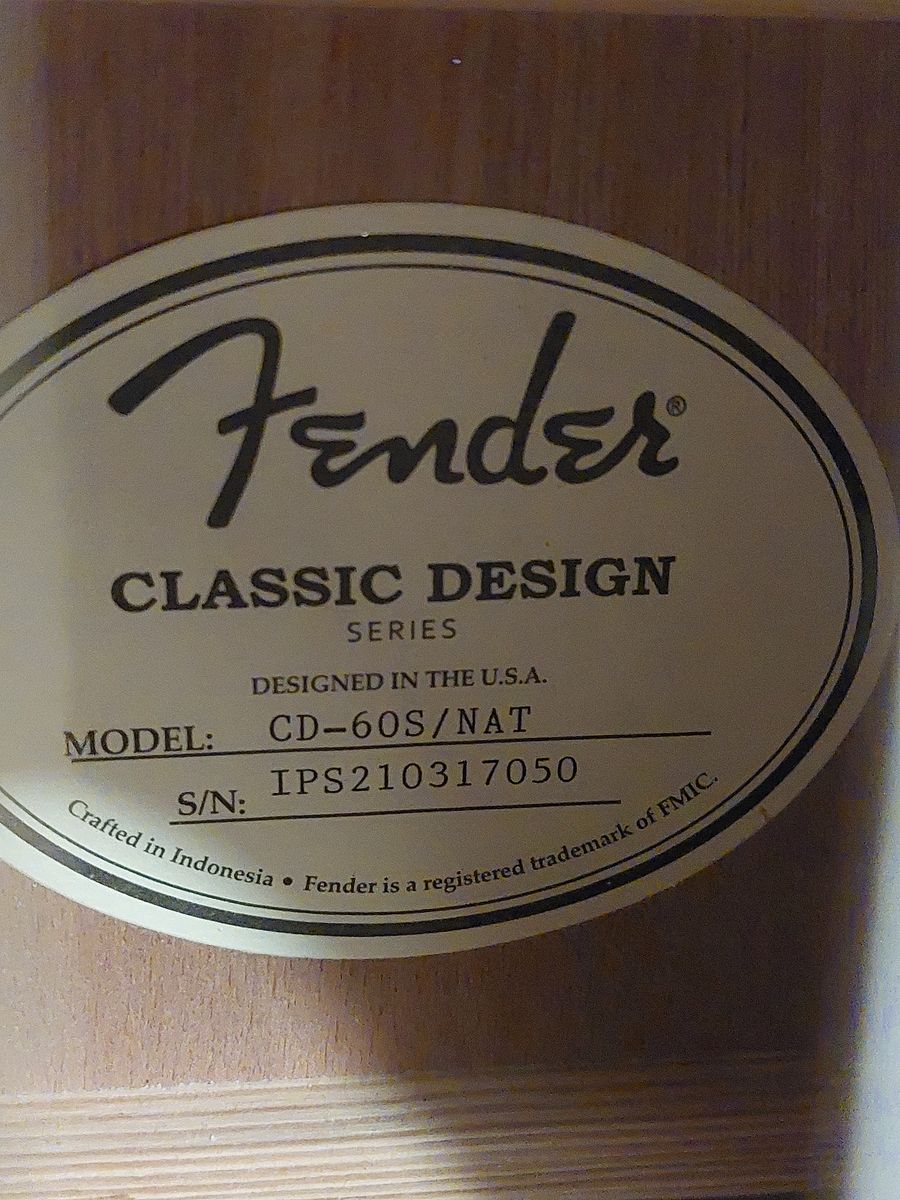 Fender®
CLASSIC DESIGN
SERIES
DESIGNED IN THE U.S.A.
MODEL: CD-60S/NAT
S/N: IPS210317050
Crafted in Indonesia • Fender is a registered trademark of FMIC.